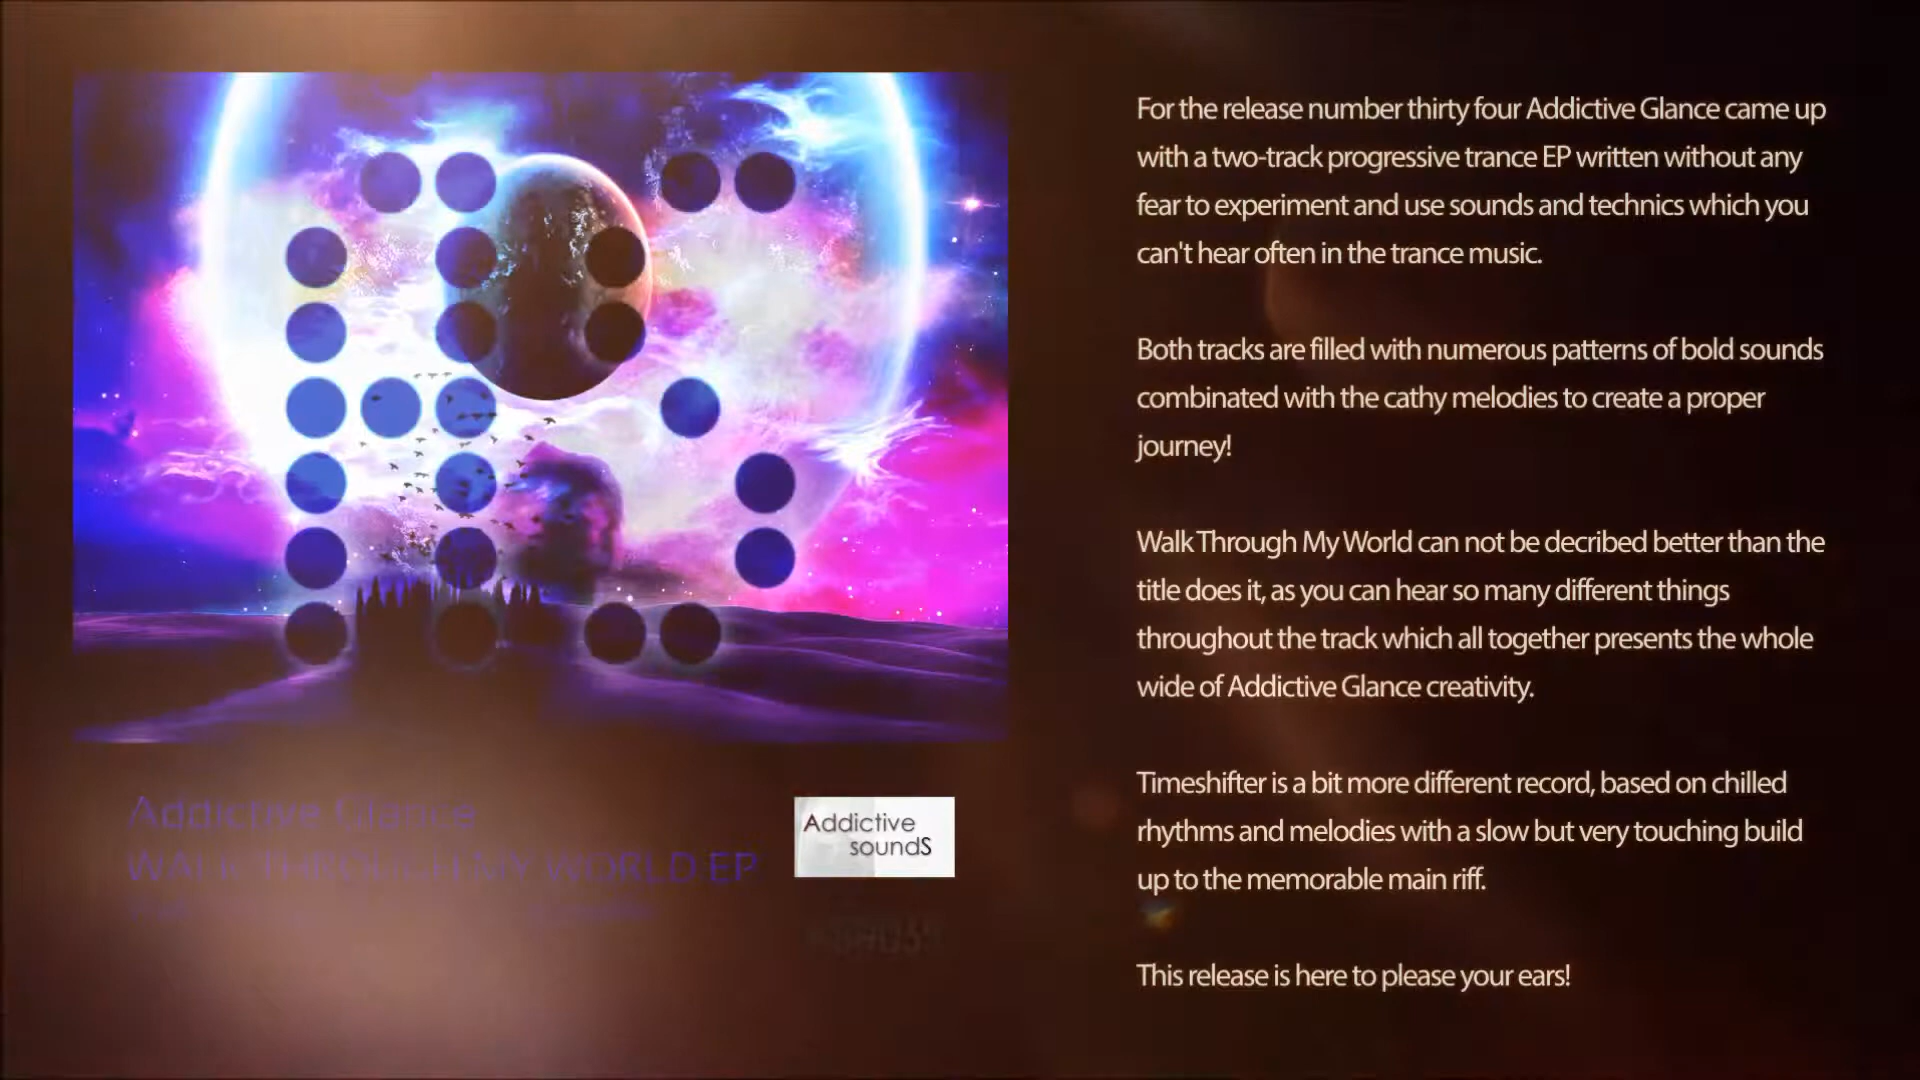 For the release number thirty four Addictive Glance came up
with a two-track progressive trance EP written without any
fear to experiment and use sounds and technics which you
can't hear often in the trance music.
Both tracks are filled with numerous patterns of bold sounds
combinated with the cathy melodies to create a proper
journey!
Walk Through My World can not be decribed better than the
title does it, as you can hear so many different things
throughout the track which all together presents the whole
wide of Addictive Glance creativity.
Timeshifter is a bit more different record, based on chilled
rhythms and melodies with a slow but very touching build
up to the memorable main riff.
This release is here to please your ears!
Addictive Glance
WALK THROUGH MY WORLD EP
Addictive
soundS